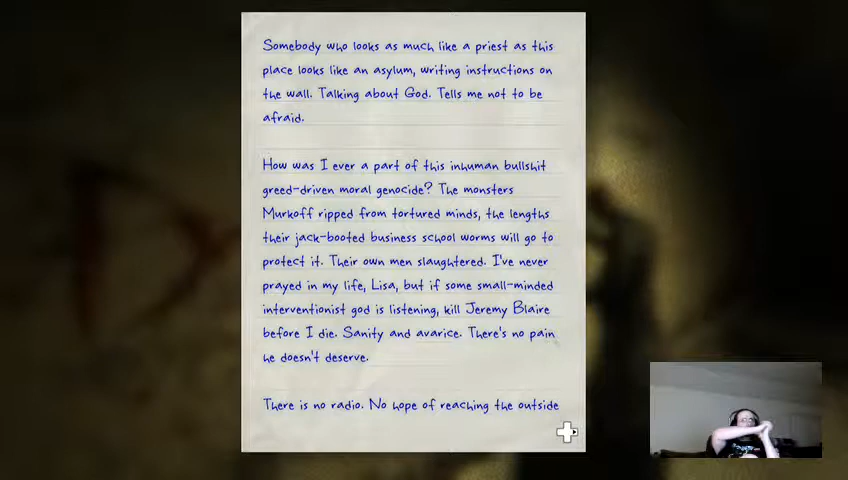 Somebody who looks as much like a priest as this
place looks like an asylum, writing instructions on
the wall. Talking about God. Tells me not to be
afraid.
How was I ever a part of this inhuman bullshit
greed-driven moral genocide? The monsters
Murkoff ripped from tortured minds, the lengths
their jack-booted business school worms will go to
protect it. Their own men slaughtered. I've never
prayed in my life, Lisa, but if some small-minded
interventionist god is listening, kill Jeremy Blaire
before I die. Sanity and avarice. There's no pain
he doesn't deserve.
There is no radio. No hope of reaching the outside